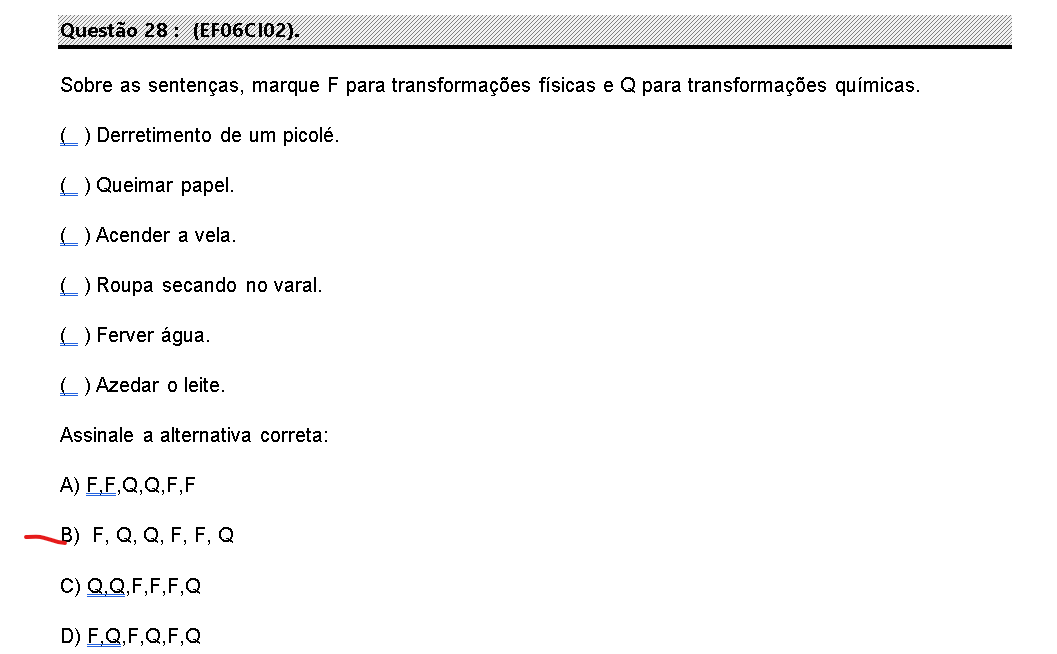 Questão 28 : (EF06CI02).
Sobre as sentenças, marque F para transformações físicas e Q para transformações químicas.
(_ ) Derretimento de um picolé.
(_ ) Queimar papel.
(_ ) Acender a vela.
(_ ) Roupa secando no varal.
(_ ) Ferver água.
(_ ) Azedar o leite.
Assinale a alternativa correta:
A) F,F,Q,Q,F,F
B) F, Q, Q, F, F, Q
C) Q,Q,F,F,F,Q
D) F,Q,F,Q,F,Q